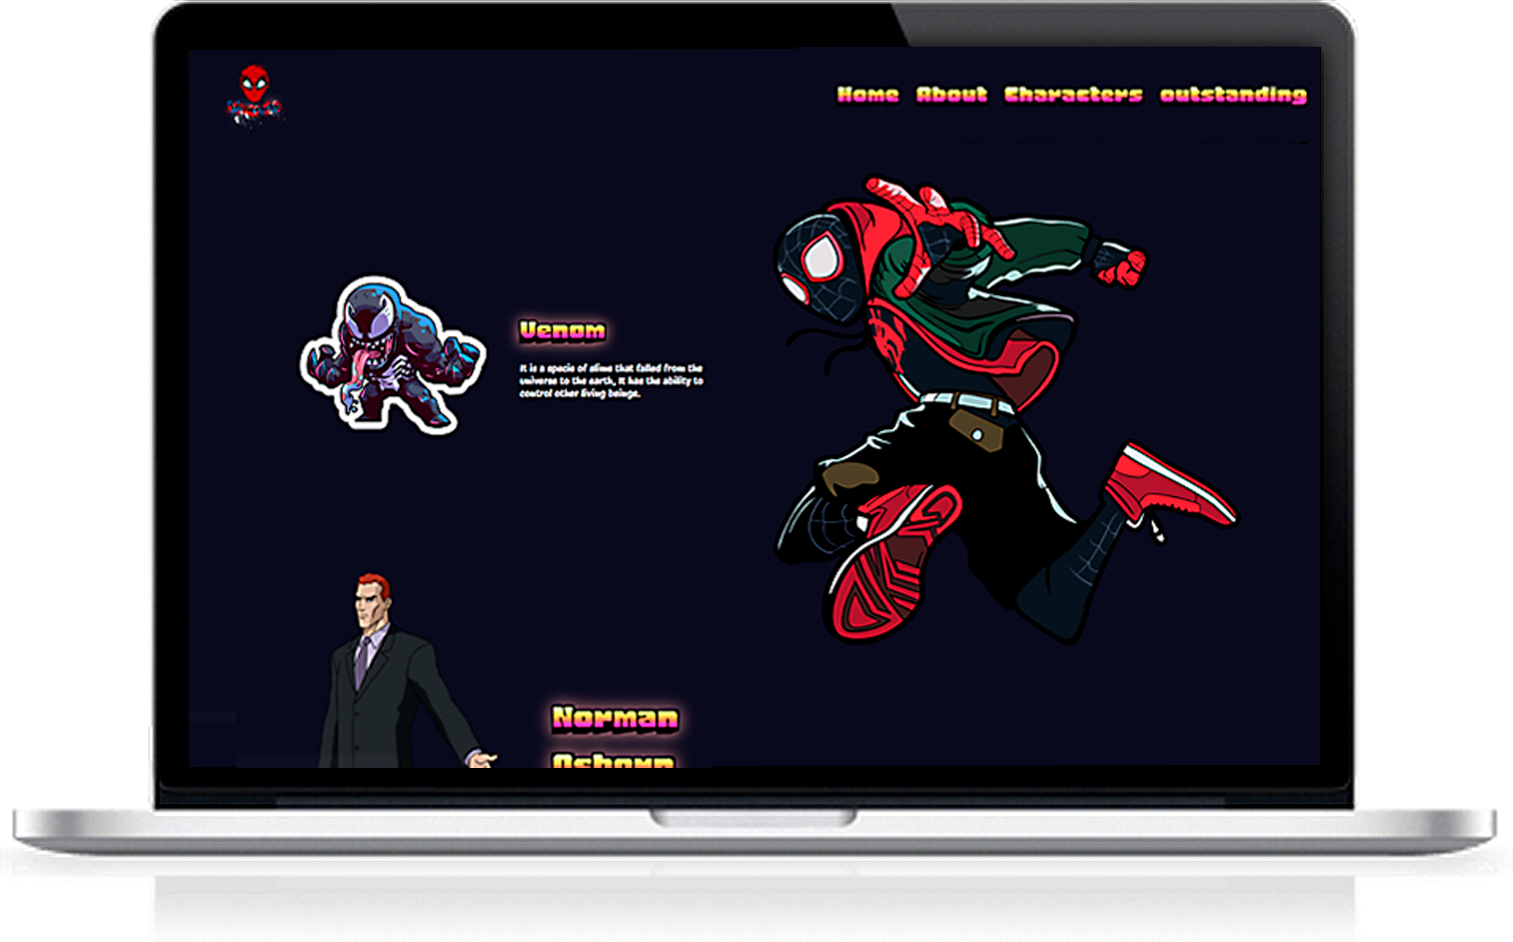 Home About Characters outstanding
Venom
It is a specie of slime that falled from the
universe to the earth, It has the ability to
control other living beings.
Norman
Osborn